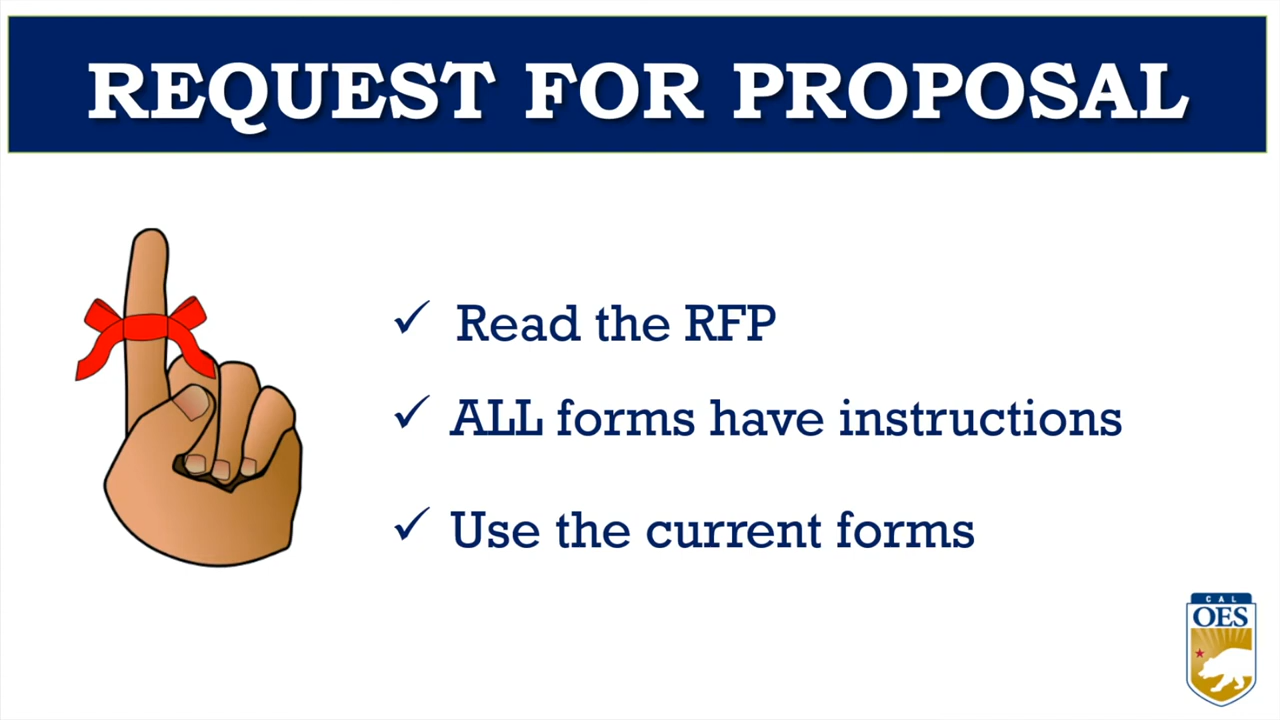 REQUEST FOR PROPOSAL
✓ Read the RFP
✓ ALL forms have instructions
✓ Use the current forms
CAL
OES